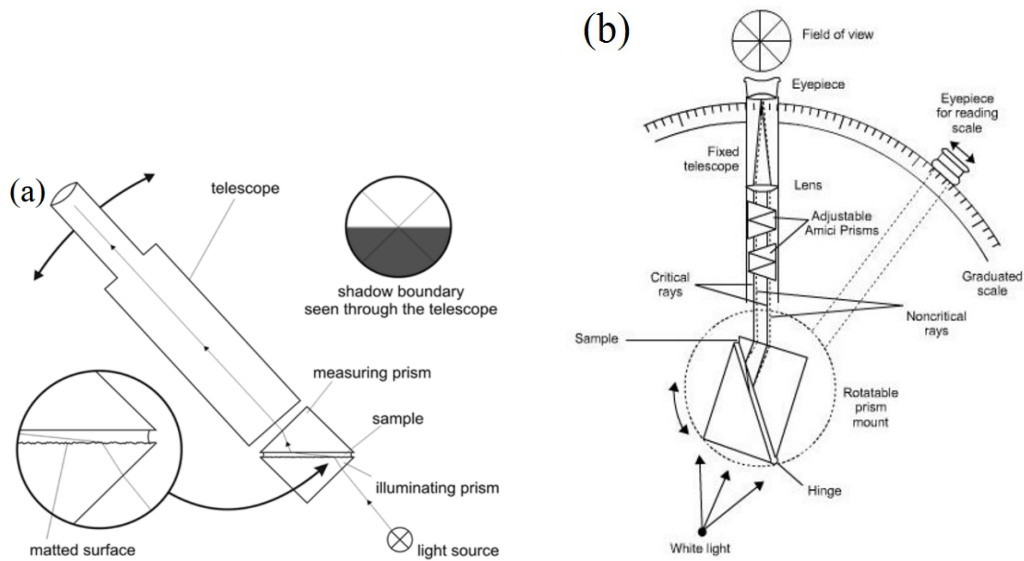 (a)
telescope
shadow boundary
seen through the telescope
measuring prism
sample
illuminating prism
matted surface
light source
(b)
Field of view
Eyepiece
Eyepiece
for reading
scale
Fixed
telescope
Lens
Adjustable
Amici Prisms
Graduated
scale
Critical
rays
Noncritical
rays
Sample
Rotatable
prism
mount
Hinge
White light